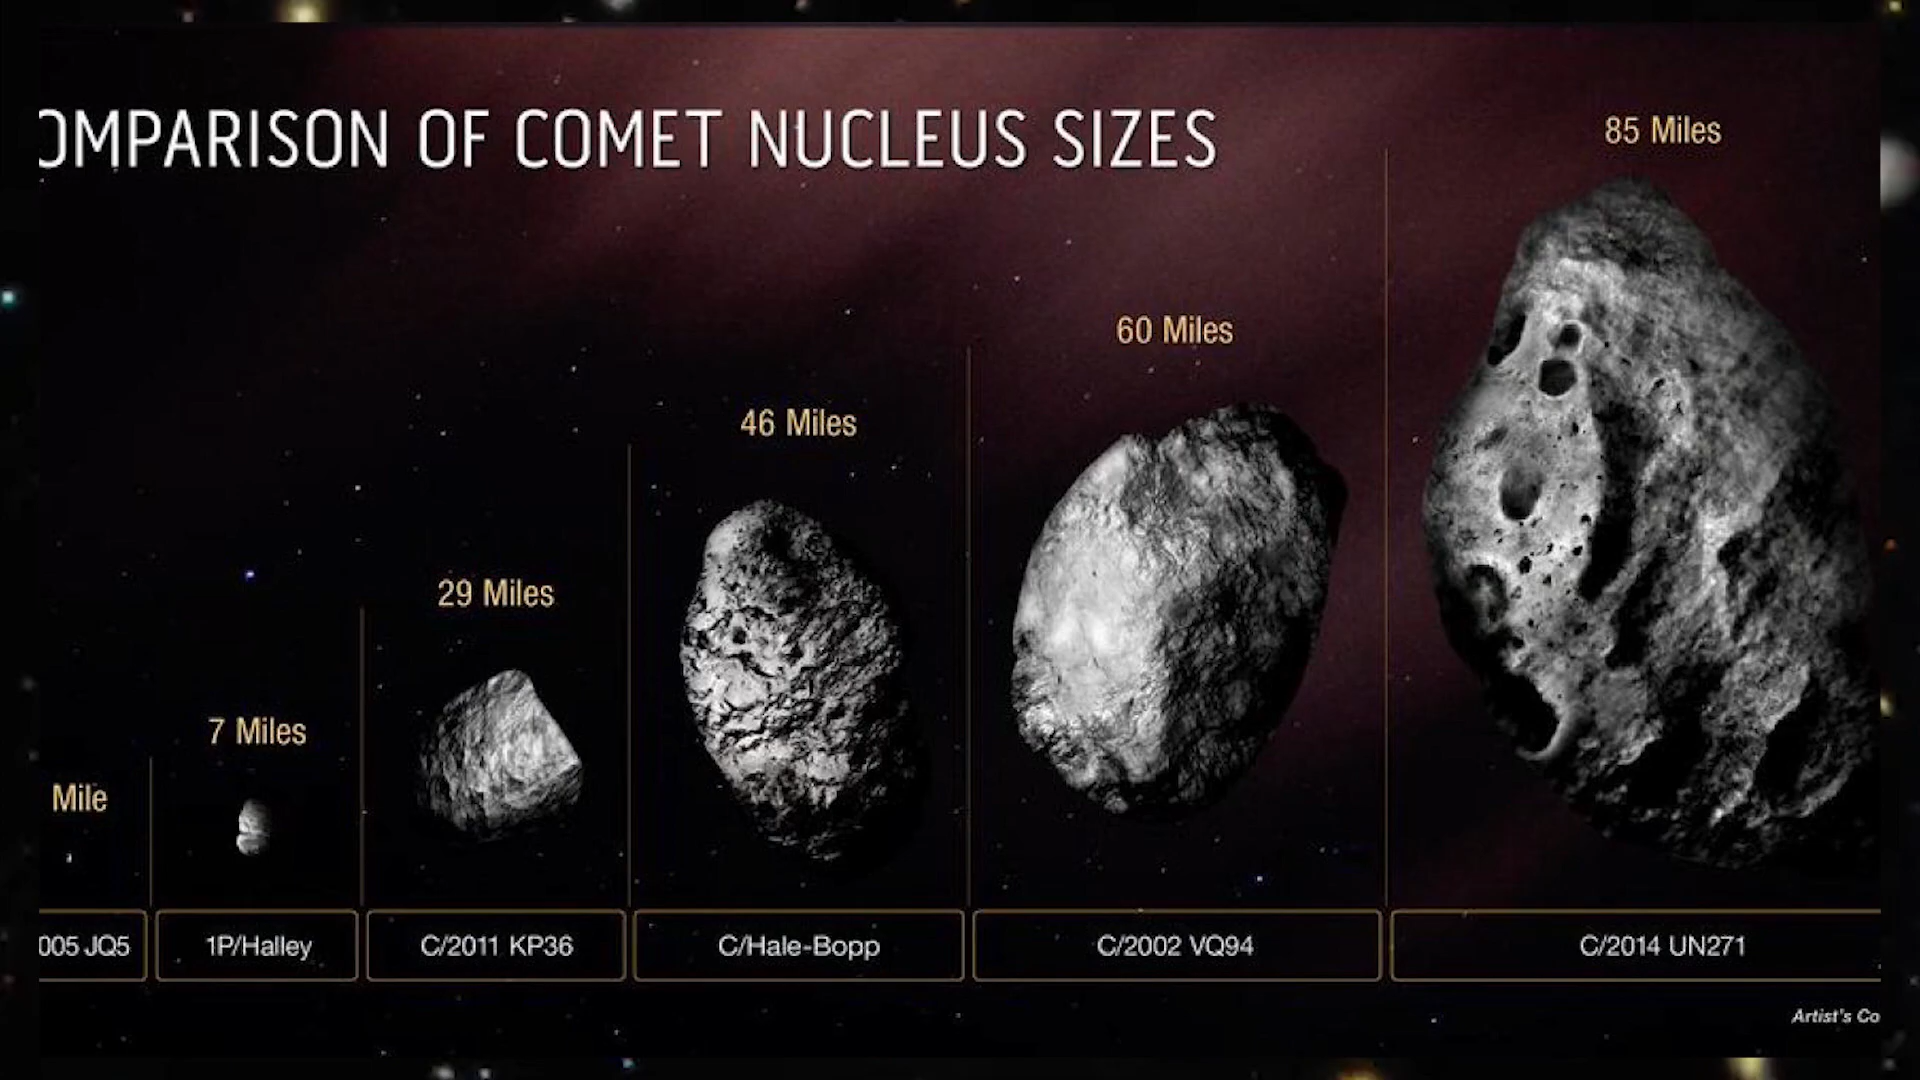 OMPARISON OF COMET NUCLEUS SIZES
85 Miles
60 Miles
46 Miles
29 Miles
7 Miles
Mile
005 JQ5
1P/Halley
C/2011 KP36
C/Hale-Bopp
C/2002 VQ94
C/2014 UN271
Artist's Co